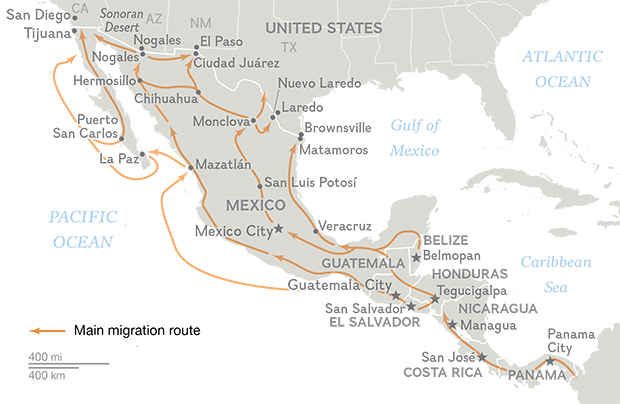 San Diego
CA
Sonoran
Desert
AZ
NM
UNITED STATES
TX
Tijuana
Nogales
El Paso
Nogales
Ciudad Juárez
ATLANTIC
OCEAN
Hermosillo
Chihuahua
Nuevo Laredo
Laredo
Puerto
San Carlos
Monclova
Brownsville
Matamoros
Gulf of
Mexico
La Paz
Mazatlán
San Luis Potosí
MEXICO
PACIFIC
OCEAN
Mexico City
Veracruz
BELIZE
Belmopan
GUATEMALA
HONDURAS
Caribbean
Sea
Guatemala City
Tegucigalpa
San Salvador
EL SALVADOR
NICARAGUA
Managua
Main migration route
Panama
City
400 mi
400 km
San José
COSTA RICA
PANAMA